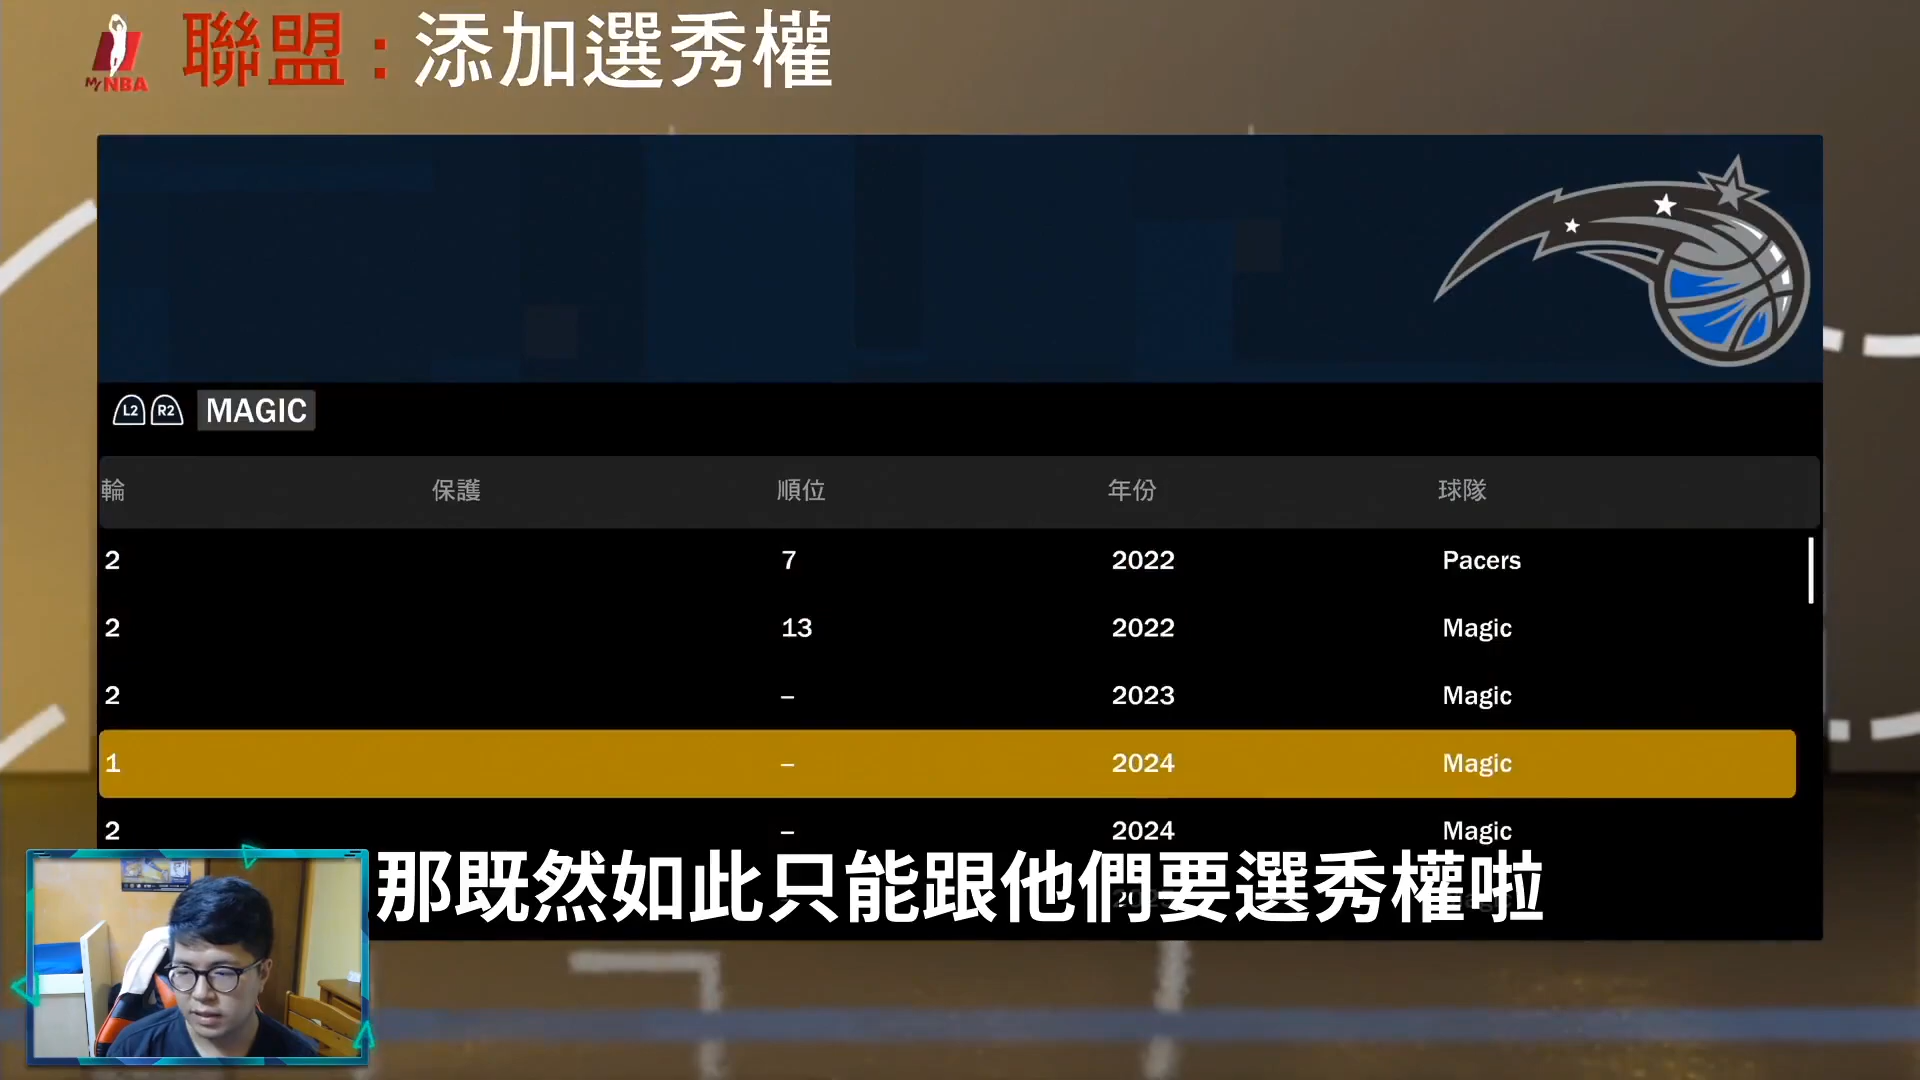 My NBA 聯盟：添加選秀權
L2 R2 MAGIC
輪 保護 順位 年份 球隊
2 7 2022 Pacers
2 13 2022 Magic
2 – 2023 Magic
1 – 2024 Magic
2 – 2024 Magic
那既然如此只能跟他們要選秀權啦